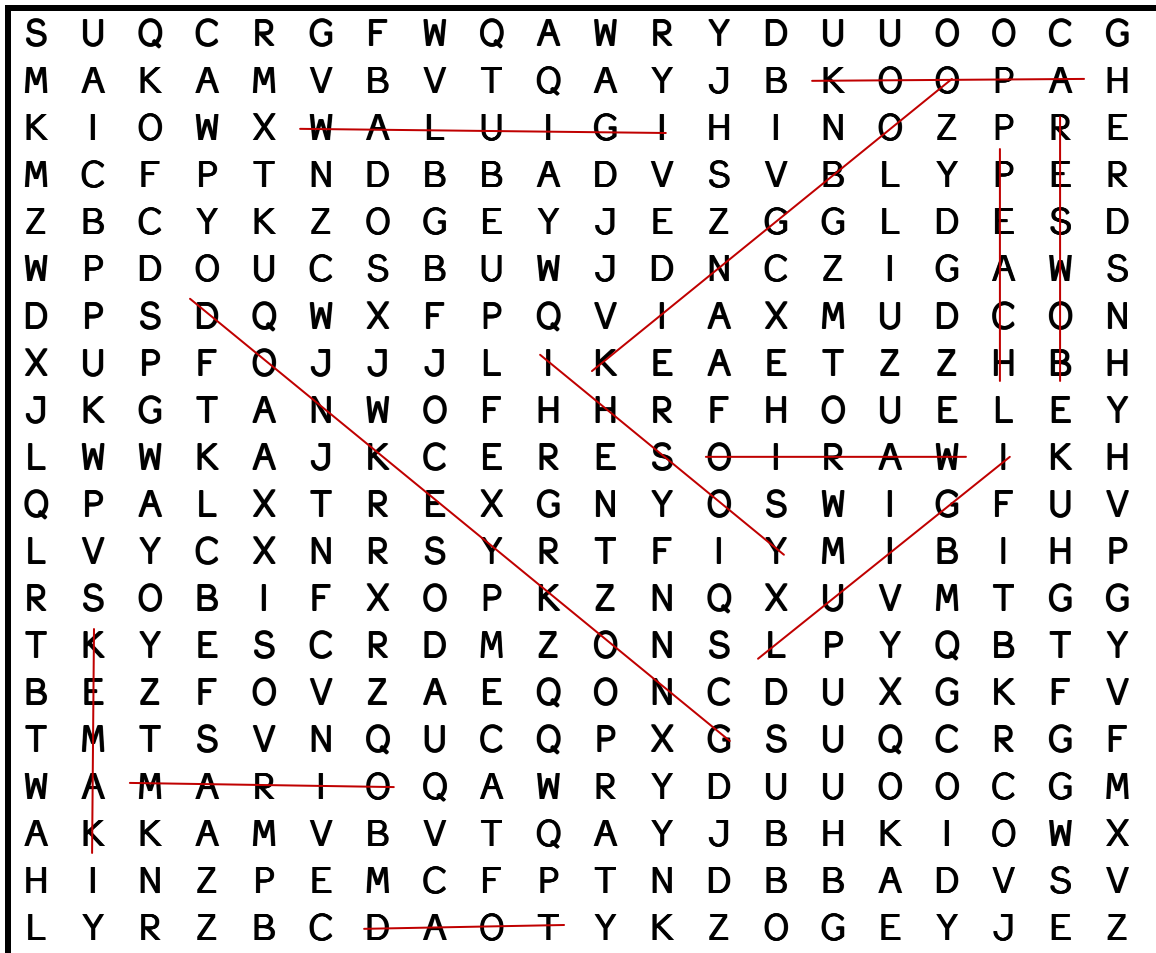 S U Q C R G F W Q A W R Y D U U O O C G
M A K A M V B V T Q A Y J B K O O P A H
K I O W X W A L U I G I H I N O Z P R E
M C F P T N D B B A D V S V B L Y P E R
Z B C Y K Z O G E Y J E Z G G L D E S D
W P D O U C S B U W J D N C Z I G A W S
D P S D Q W X F P Q V I A X M U D C O N
X U P F O J J J L I K E A E T Z Z H B H
J K G T A N W O F H H R F H O U E L E Y
L W W K A J K C E R E S O I R A W I K H
Q P A L X T R E X G N Y O S W I G F U V
L V Y C X N R S Y R T F I Y M I B I H P
R S O B I F X O P K Z N Q X U V M T G G
T K Y E S C R D M Z O N S L P Y Q B T Y
B E Z F O V Z A E Q O N C D U X G K F V
T M T S V N Q U C Q P X G S U Q C R G F
W A M A R I O Q A W R Y D U U O O C G M
A K K A M V B V T Q A Y J B H K I O W X
H I N Z P E M C F P T N D B B A D V S V
L Y R Z B C D A O T Y K Z O G E Y J E Z